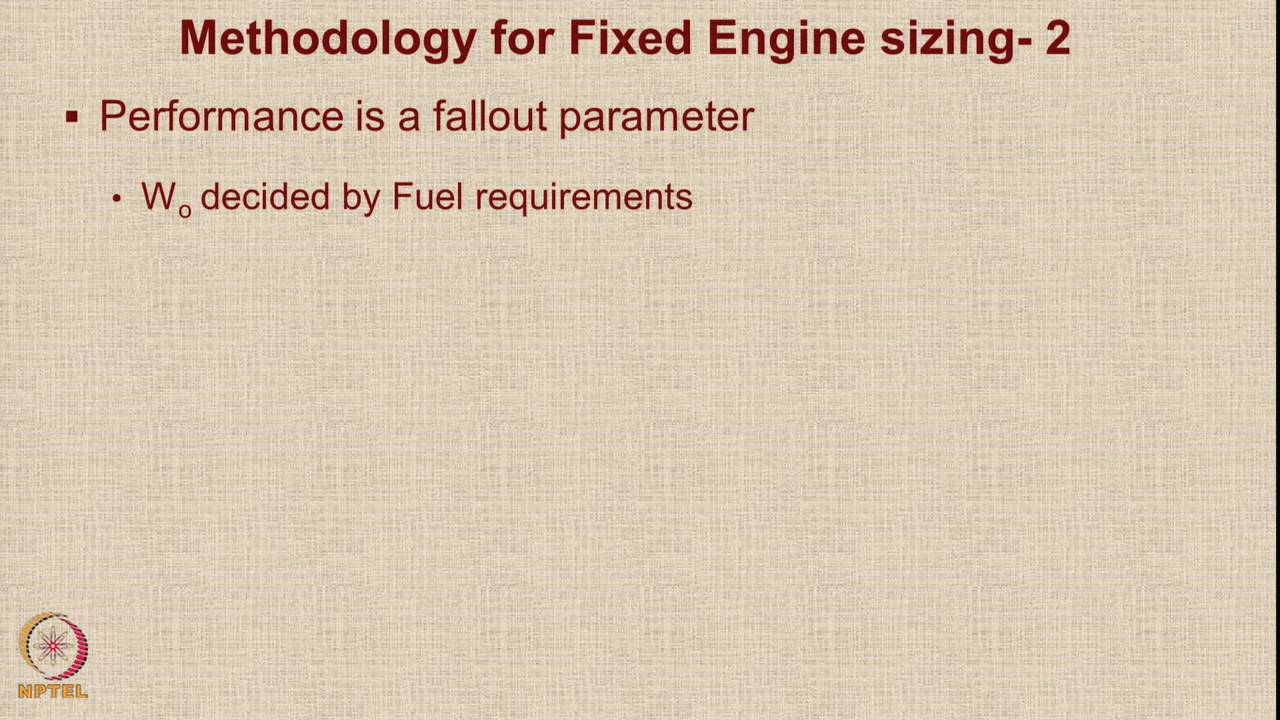 Methodology for Fixed Engine sizing- 2
▪ Performance is a fallout parameter
• Wo decided by Fuel requirements
NPTEL